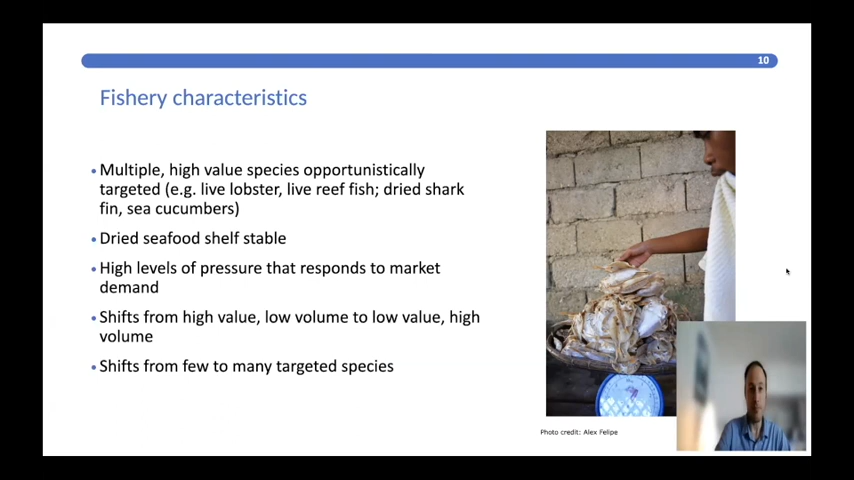 10
Fishery characteristics
• Multiple, high value species opportunistically
targeted (e.g. live lobster, live reef fish; dried shark
fin, sea cucumbers)
• Dried seafood shelf stable
• High levels of pressure that responds to market
demand
• Shifts from high value, low volume to low value, high
volume
• Shifts from few to many targeted species
Photo credit: Alex Felipe